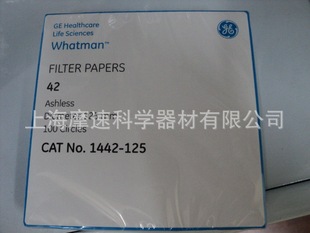 GE Healthcare
Life Sciences
Whatman™
FILTER PAPERS
42
Ashless
上海摩速科学器材有限公司
100 Circles
CAT No. 1442-125